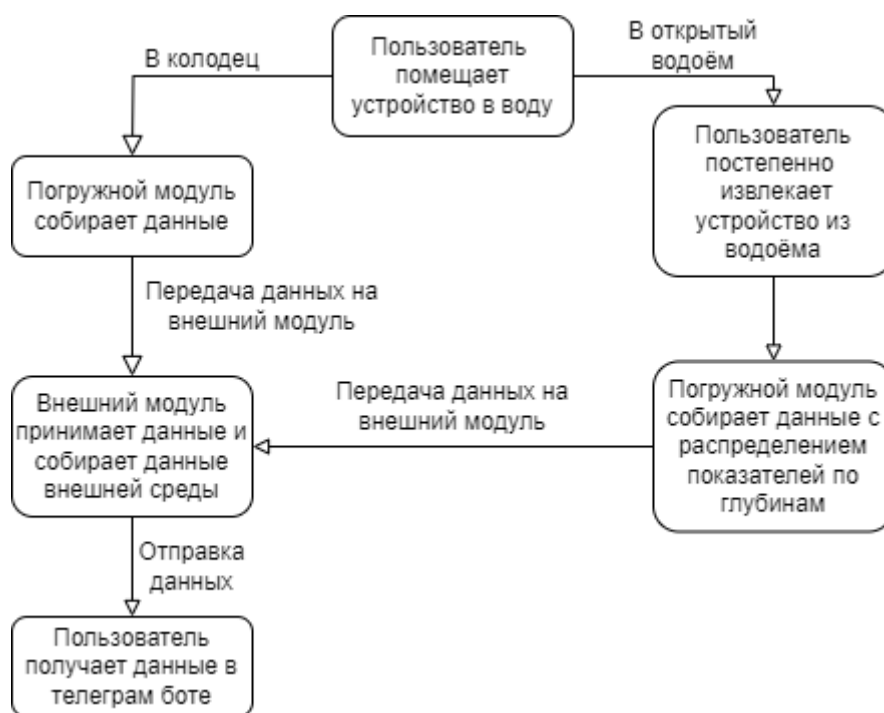 Пользователь
помещает
устройство в воду
В колодец
В открытый
водоём
Погружной модуль
собирает данные
Пользователь
постепенно
извлекает
устройство из
водоёма
Передача данных на
внешний модуль
Внешний модуль
принимает данные и
собирает данные
внешней среды
Передача данных на
внешний модуль
Погружной модуль
собирает данные с
распределением
показателей по
глубинам
Отправка
данных
Пользователь
получает данные в
телеграм боте